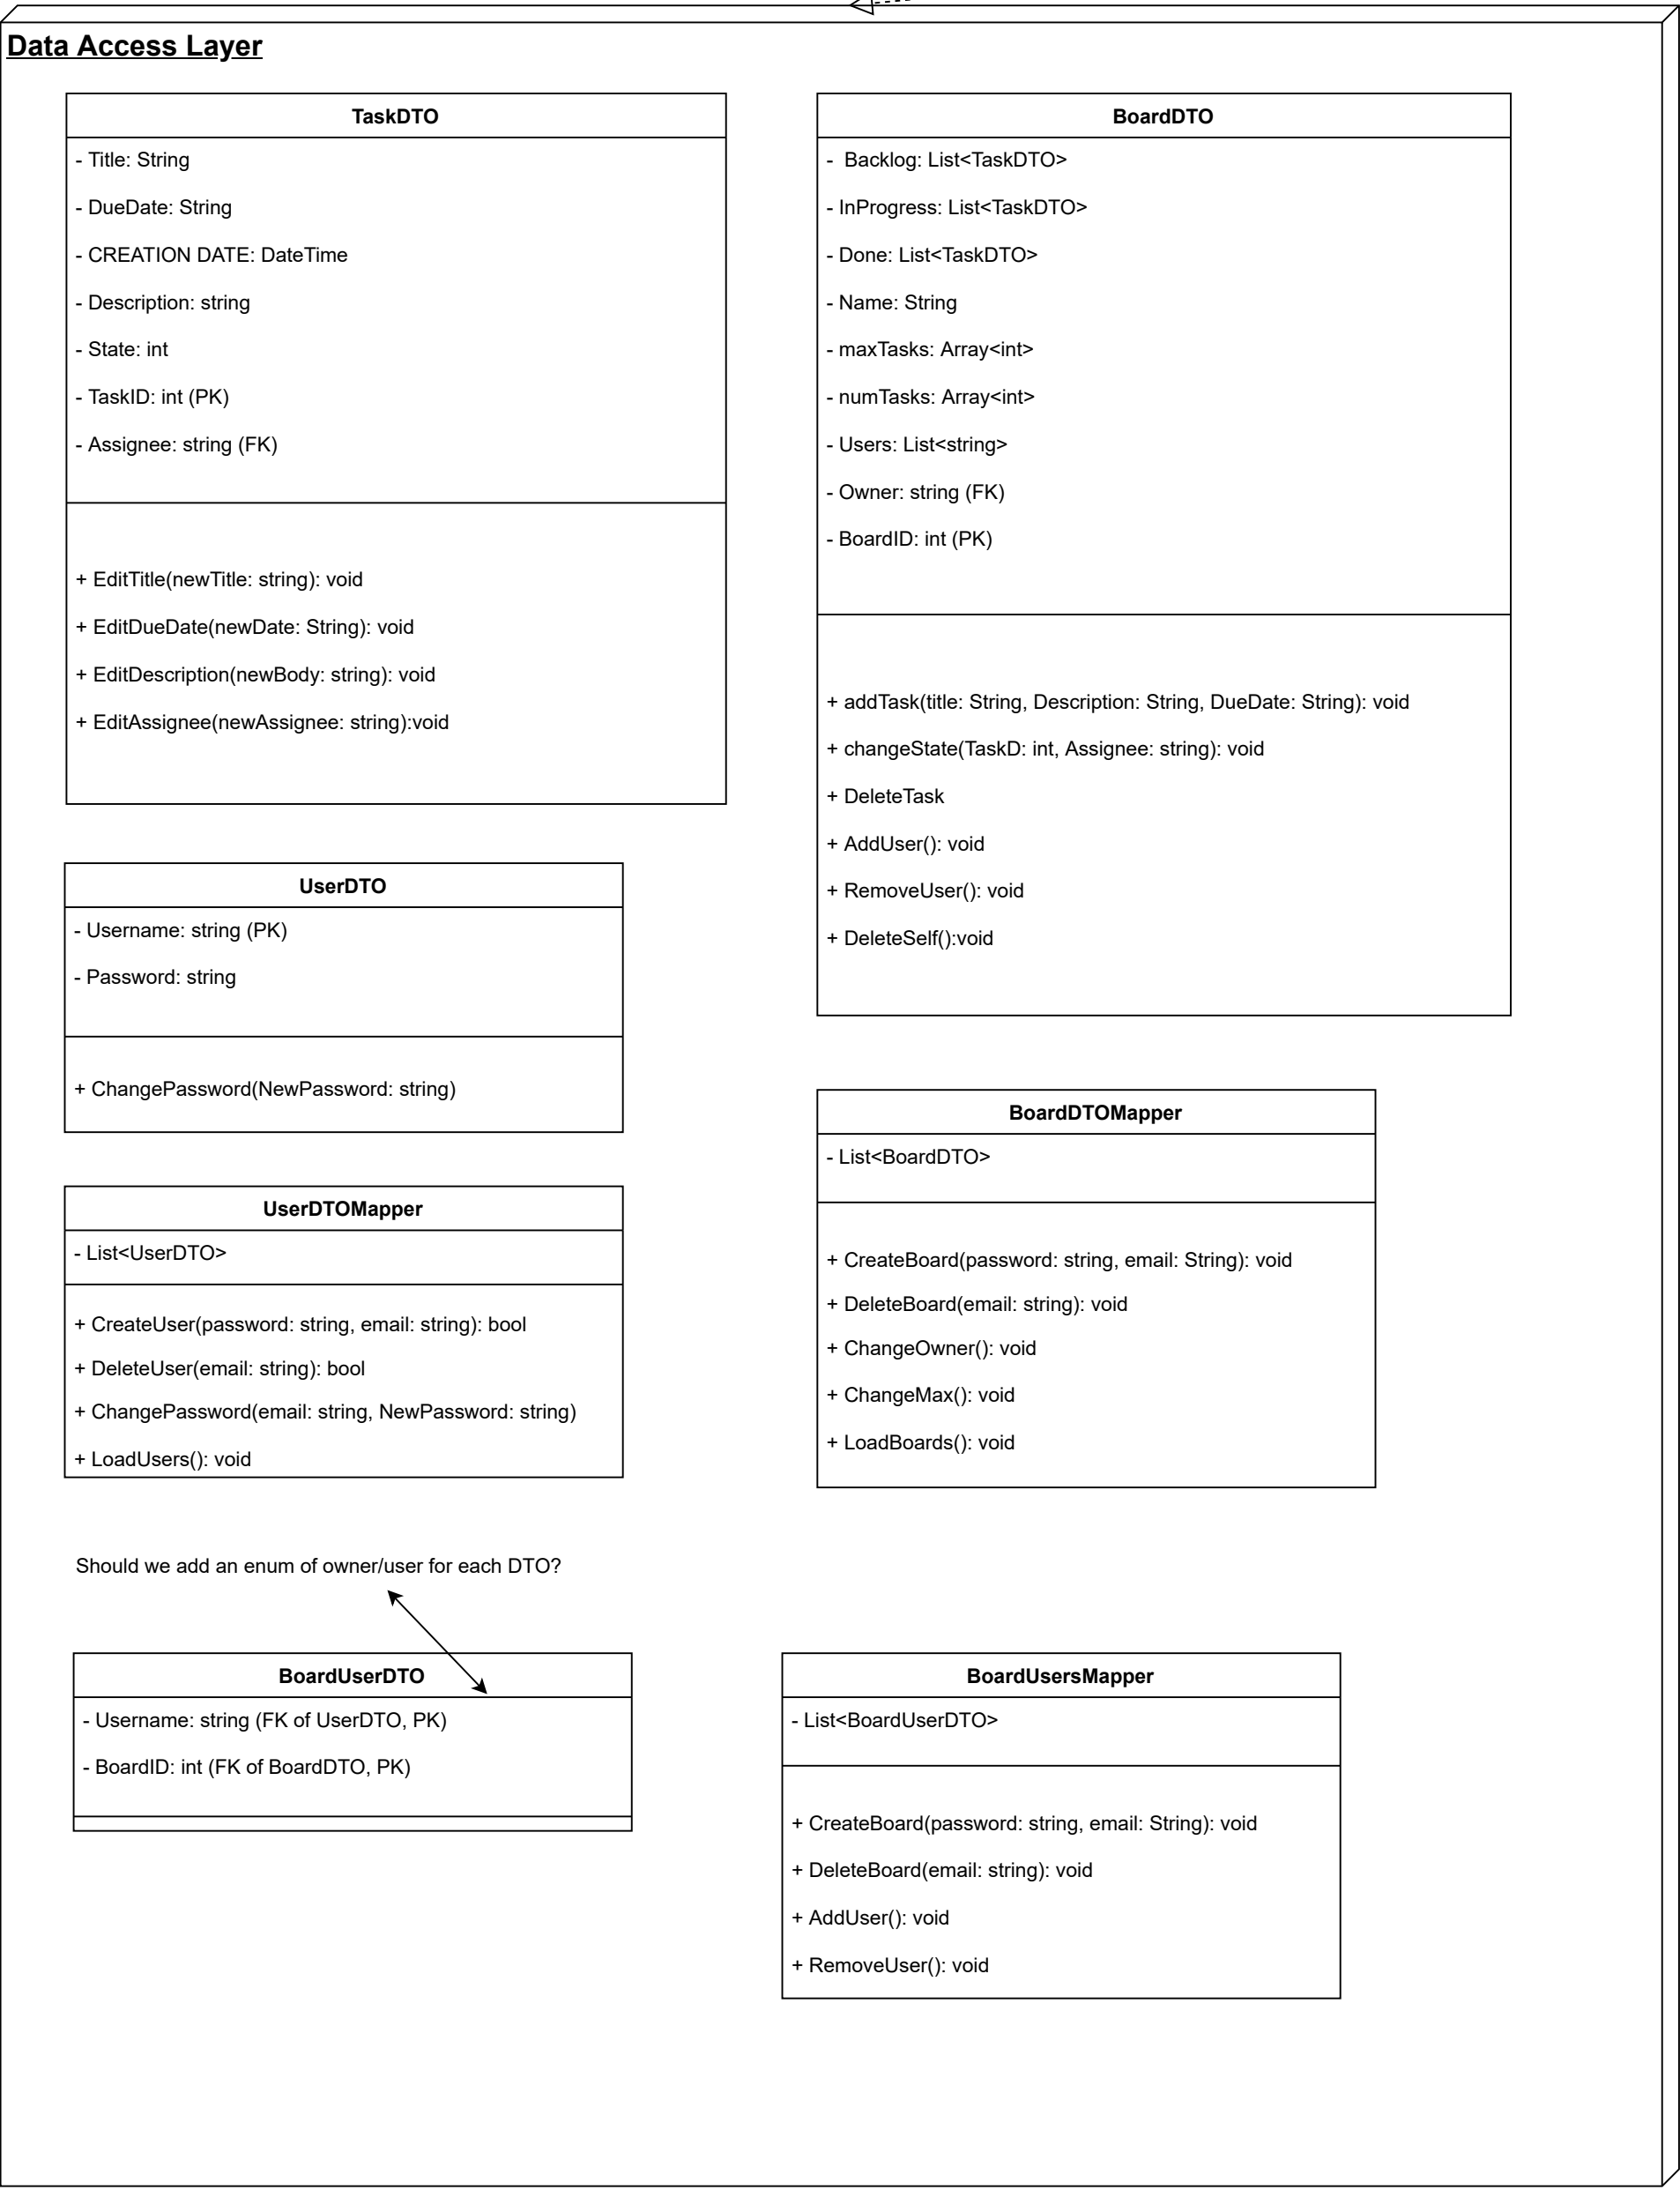 Data Access Layer
TaskDTO
- Title: String
- DueDate: String
- CREATION DATE: DateTime
- Description: string
- State: int
- TaskID: int (PK)
- Assignee: string (FK)
+ EditTitle(newTitle: string): void
+ EditDueDate(newDate: String): void
+ EditDescription(newBody: string): void
+ EditAssignee(newAssignee: string):void
BoardDTO
- Backlog: List<TaskDTO>
- InProgress: List<TaskDTO>
- Done: List<TaskDTO>
- Name: String
- maxTasks: Array<int>
- numTasks: Array<int>
- Users: List<string>
- Owner: string (FK)
- BoardID: int (PK)
+ addTask(title: String, Description: String, DueDate: String): void
+ changeState(TaskD: int, Assignee: string): void
+ DeleteTask
+ AddUser(): void
+ RemoveUser(): void
+ DeleteSelf():void
UserDTO
- Username: string (PK)
- Password: string
+ ChangePassword(NewPassword: string)
BoardDTOMapper
- List<BoardDTO>
+ CreateBoard(password: string, email: String): void
+ DeleteBoard(email: string): void
+ ChangeOwner(): void
+ ChangeMax(): void
+ LoadBoards(): void
UserDTOMapper
- List<UserDTO>
+ CreateUser(password: string, email: string): bool
+ DeleteUser(email: string): bool
+ ChangePassword(email: string, NewPassword: string)
+ LoadUsers(): void
Should we add an enum of owner/user for each DTO?
BoardUserDTO
- Username: string (FK of UserDTO, PK)
- BoardID: int (FK of BoardDTO, PK)
BoardUsersMapper
- List<BoardUserDTO>
+ CreateBoard(password: string, email: String): void
+ DeleteBoard(email: string): void
+ AddUser(): void
+ RemoveUser(): void